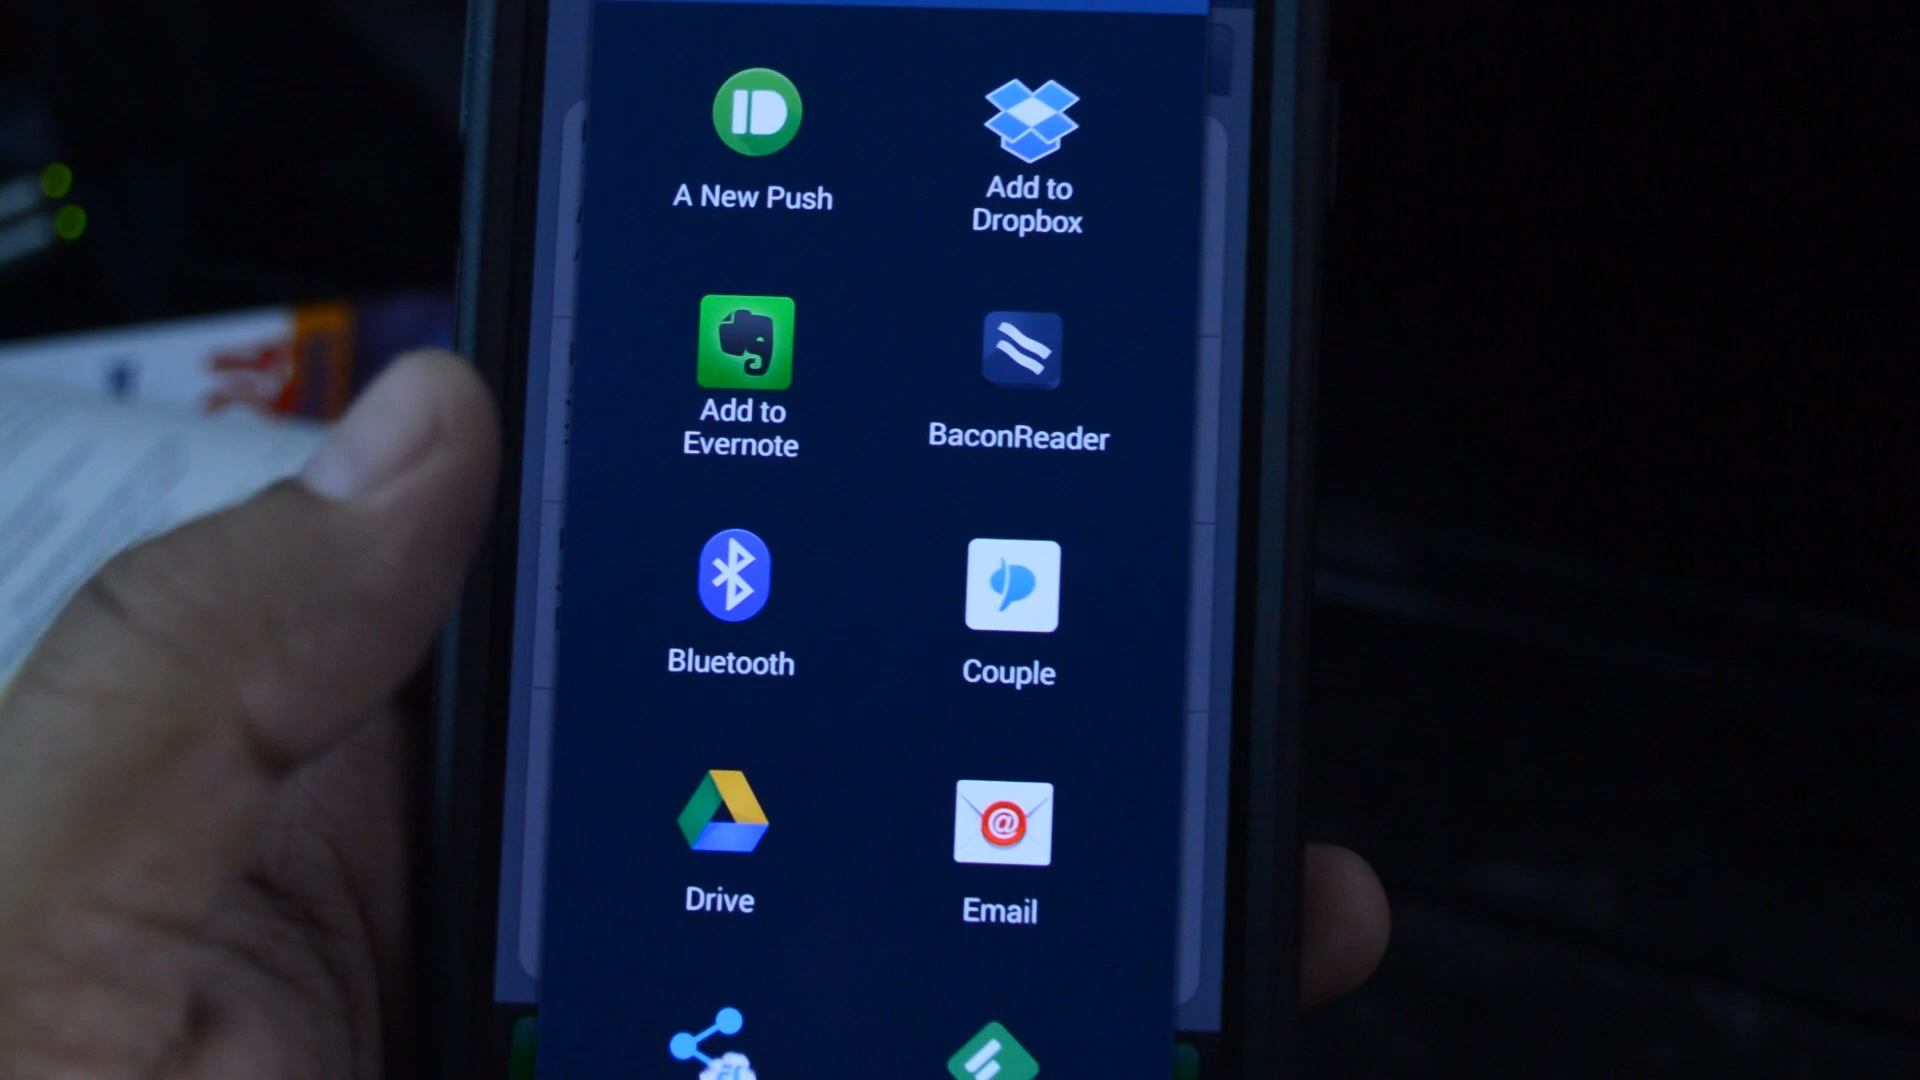 A New Push
Add to
Dropbox
Add to
Evernote
BaconReader
Bluetooth
Couple
Drive
@
Email